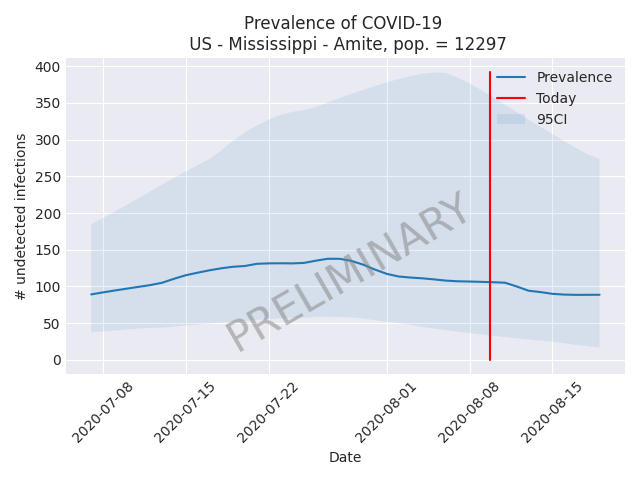 Prevalence of COVID-19
US - Mississippi - Amite, pop. = 12297
400
350
300
250
200
150
100
50
0
# undetected infections
Prevalence
Today
95CI
PRELIMINARY
2020-07-08
2020-07-15
2020-07-22
2020-08-01
2020-08-08
2020-08-15
Date